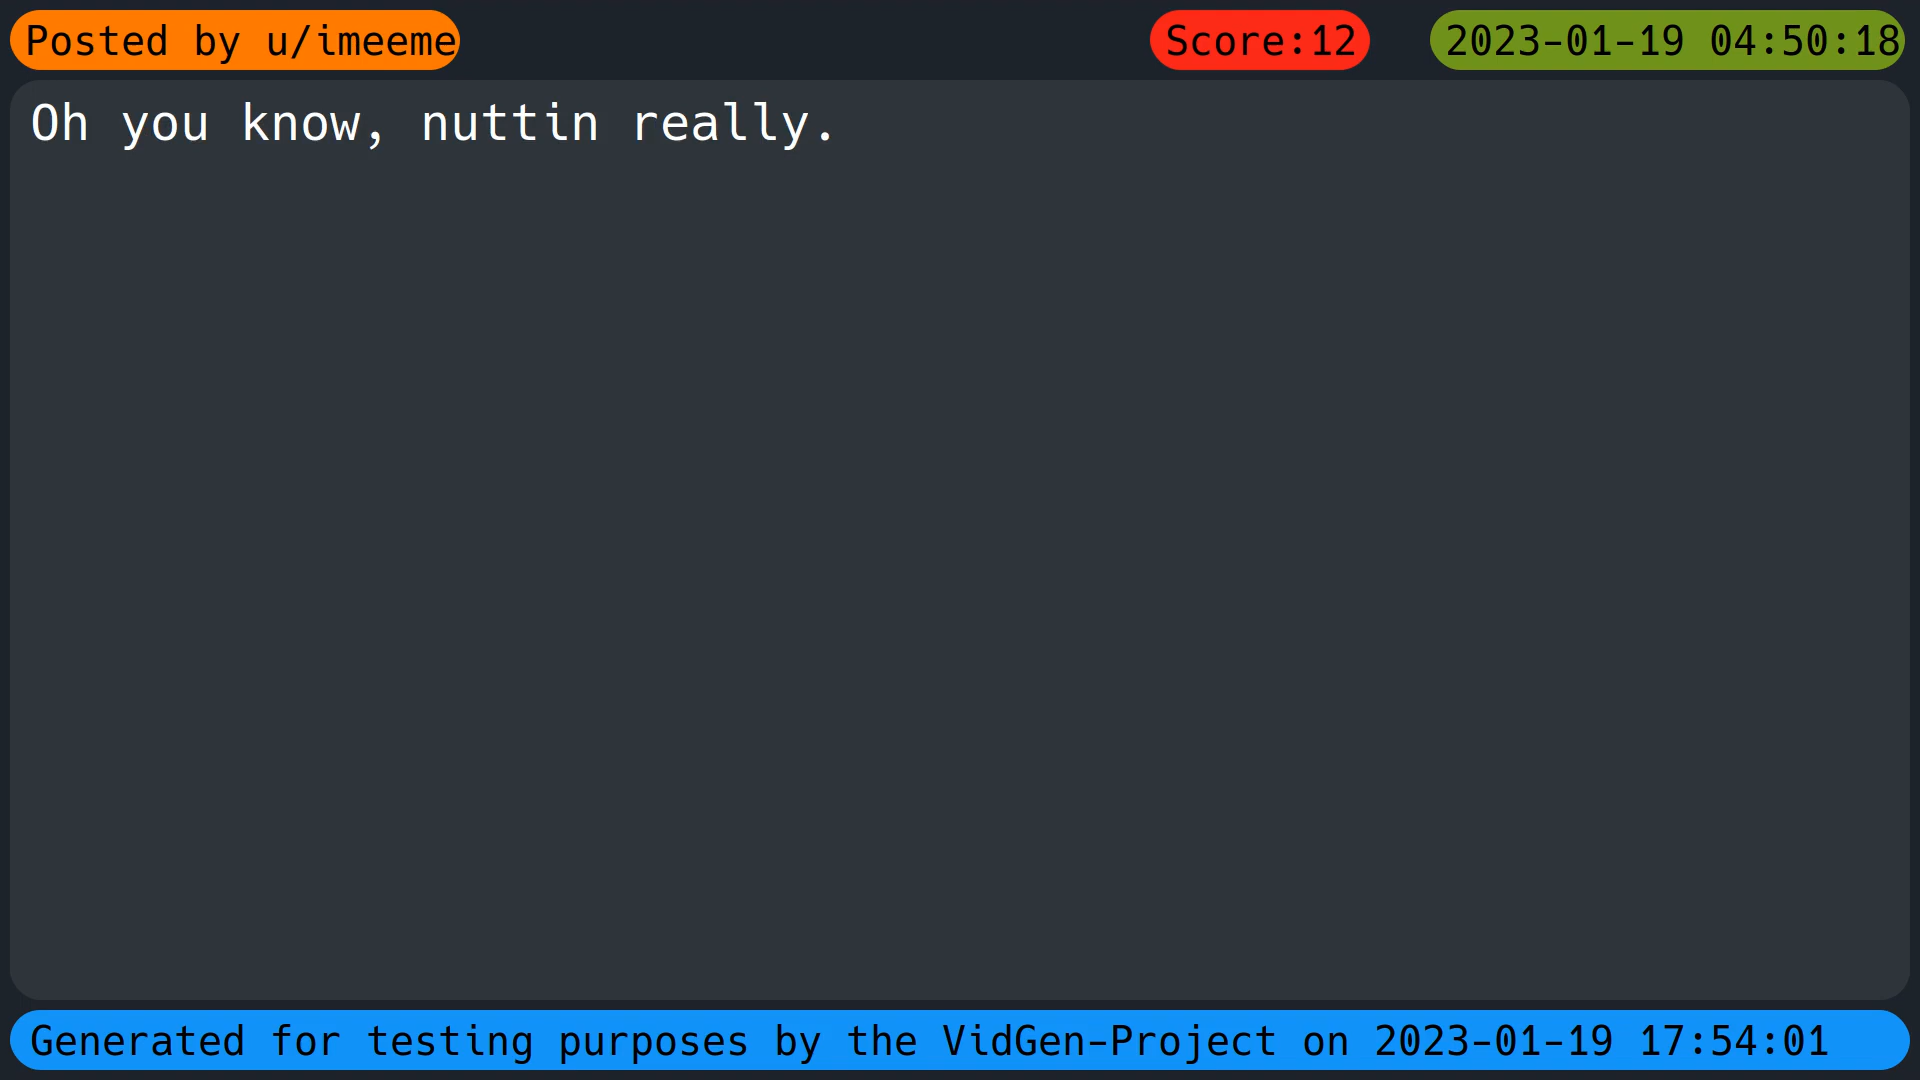 Posted by u/imeeme
Score:12
2023-01-19 04:50:18
Oh you know, nuttin really.
Generated for testing purposes by the VidGen-Project on 2023-01-19 17:54:01